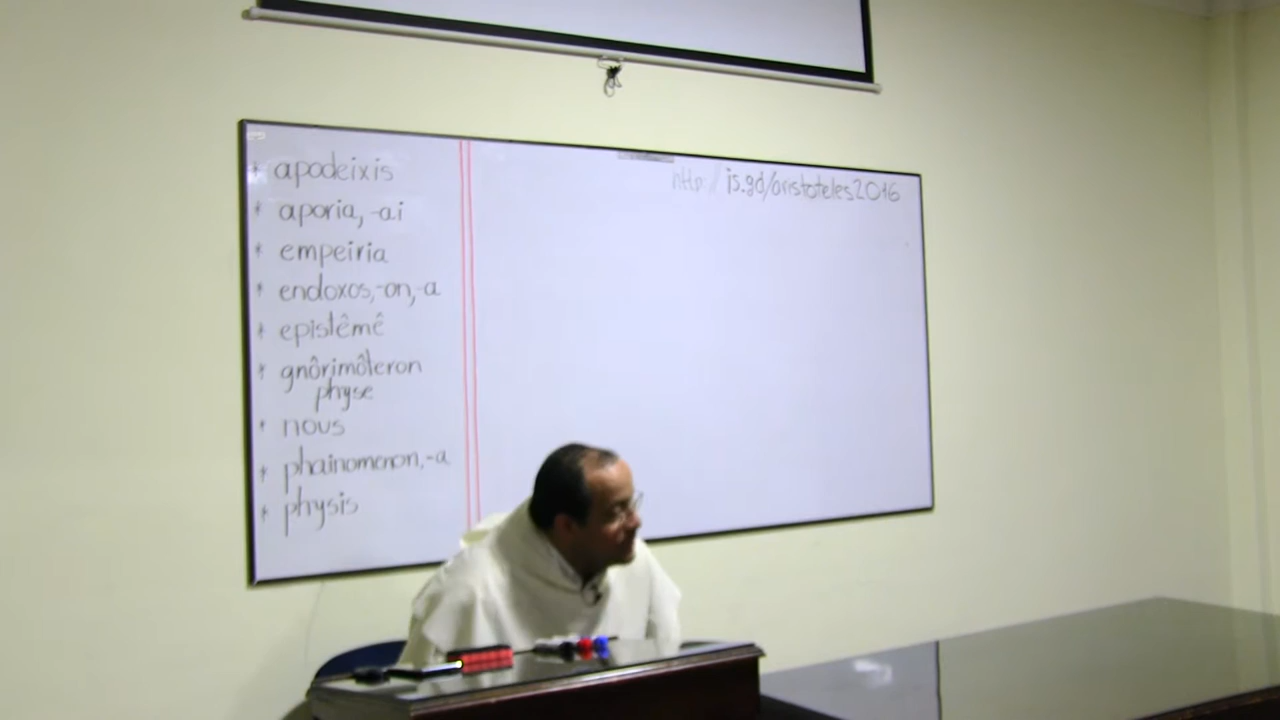 * apodeixis
* aporia, -ai
* empeiria
* endoxos, -on, -a
* epistêmê
* gnôrimôteron
physe
* nous
* phainomenon, -a
* physis
http://is.gd/aristoteles2016